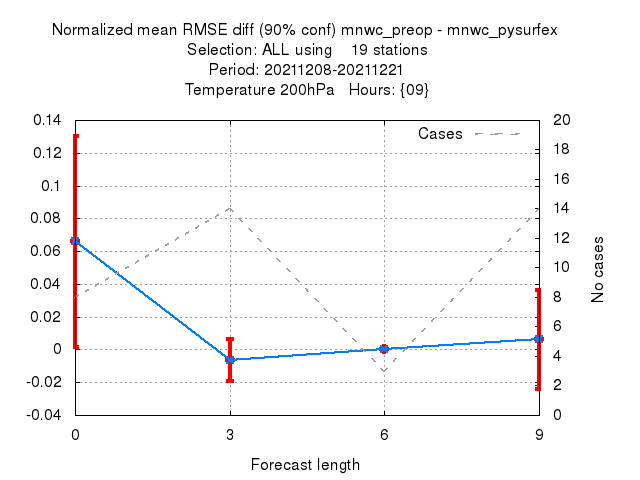 Normalized mean RMSE diff (90% conf) mnwc_preop - mnwc_pysurfex
Selection: ALL using 19 stations
Period: 20211208-20211221
Temperature 200hPa Hours: {09}
0.14
0.12
0.1
0.08
0.06
0.04
0.02
0
-0.02
-0.04
20
18
16
14
12
10
8
6
4
2
0
Cases
No cases
0 3 6 9
Forecast length